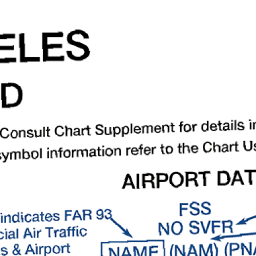 ELES
D
Consult Chart Supplement for details i
symbol information refer to the Chart Us
AIRPORT DAT
indicates FAR 93
cial Air Traffic
s & Airport
FSS
NO SVFR
NAME (NAM) (PNA